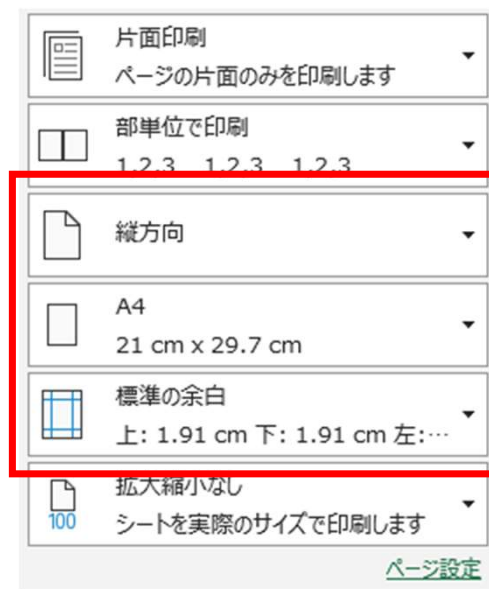 片面印刷
ページの片面のみを印刷します
部単位で印刷
1,2,3 1,2,3 1,2,3
縦方向
A4
21 cm x 29.7 cm
標準の余白
上: 1.91 cm 下: 1.91 cm 左:…
拡大縮小なし
100
シートを実際のサイズで印刷します
ページ設定